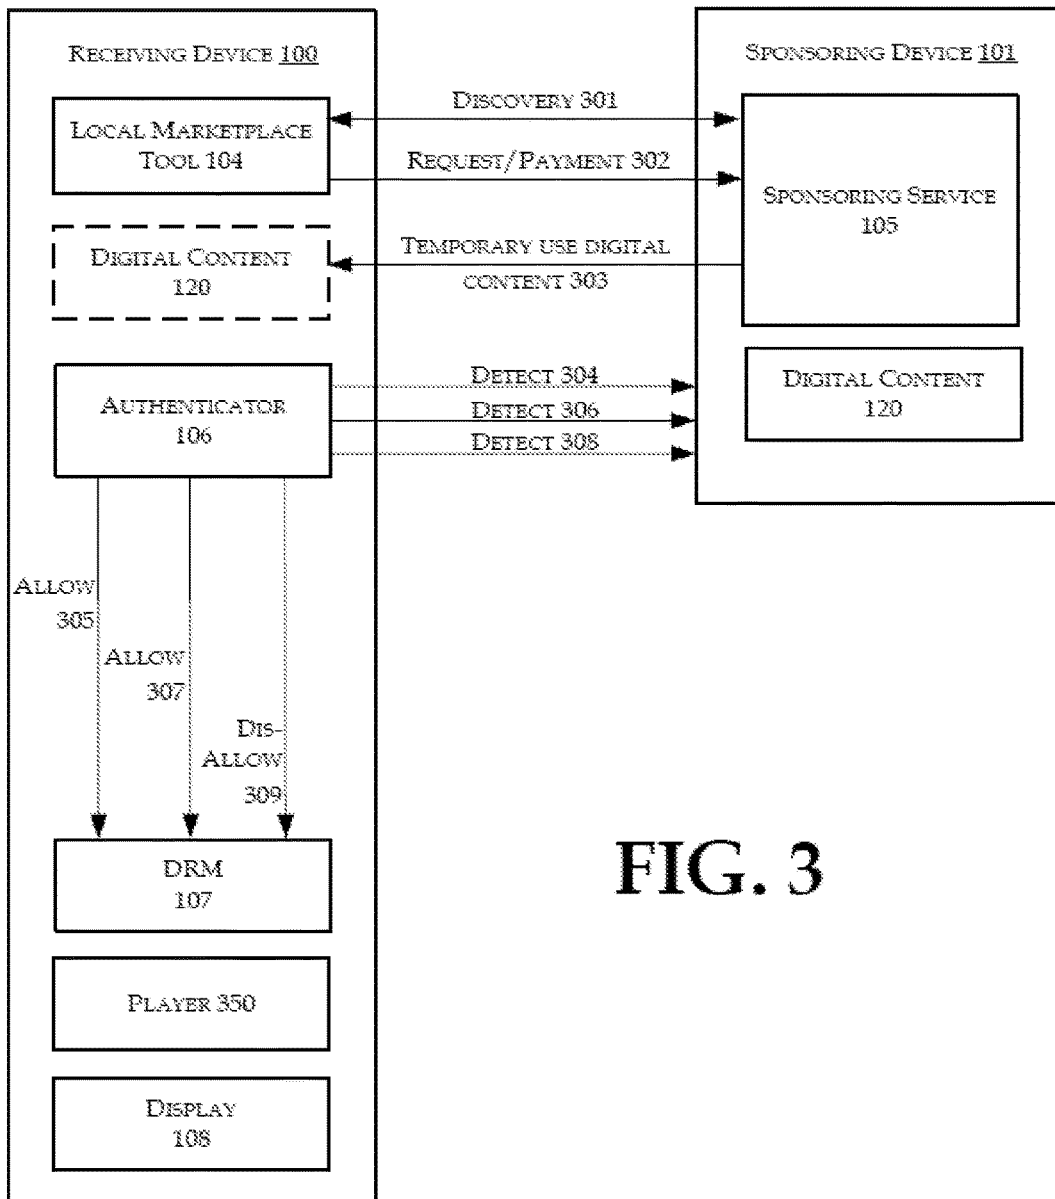 RECEIVING DEVICE 100
SPONSORING DEVICE 101
LOCAL MARKETPLACE
TOOL 104
DISCOVERY 301
REQUEST/PAYMENT 302
SPONSORING SERVICE
105
DIGITAL CONTENT
120
TEMPORARY USE DIGITAL
CONTENT 303
AUTHENTICATOR
106
DETECT 304
DETECT 306
DETECT 308
DIGITAL CONTENT
120
ALLOW
305
ALLOW
307
DIS-
ALLOW
309
DRM
107
FIG. 3
PLAYER 350
DISPLAY
108